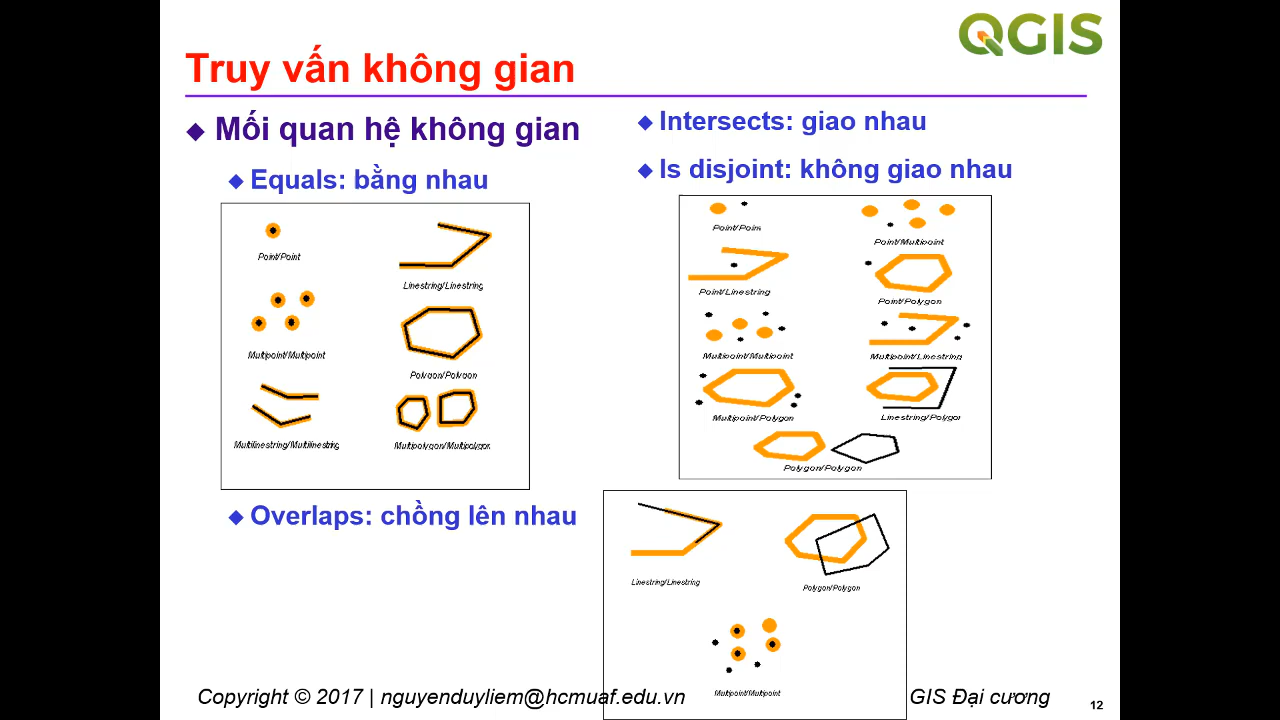 QGIS
Truy vấn không gian
Mối quan hệ không gian
Equals: bằng nhau
Point/Point
Linestring/Linestring
Multipoint/Multipoint
Polygon/Polygon
Multilinestring/Multilinestring
Multipolygon/Multipolygon
Overlaps: chồng lên nhau
Intersects: giao nhau
Is disjoint: không giao nhau
Point/Point
Point/Multipoint
Point/Linestring
Point/Polygon
Multipoint/Multipoint
Multipoint/Linestring
Multipoint/Polygon
Linestring/Polygon
Polygon/Polygon
Linestring/Linestring
Polygon/Polygon
Multipoint/Multipoint
Copyright © 2017 | nguyenduyliem@hcmuaf.edu.vn
GIS Đại cương
12